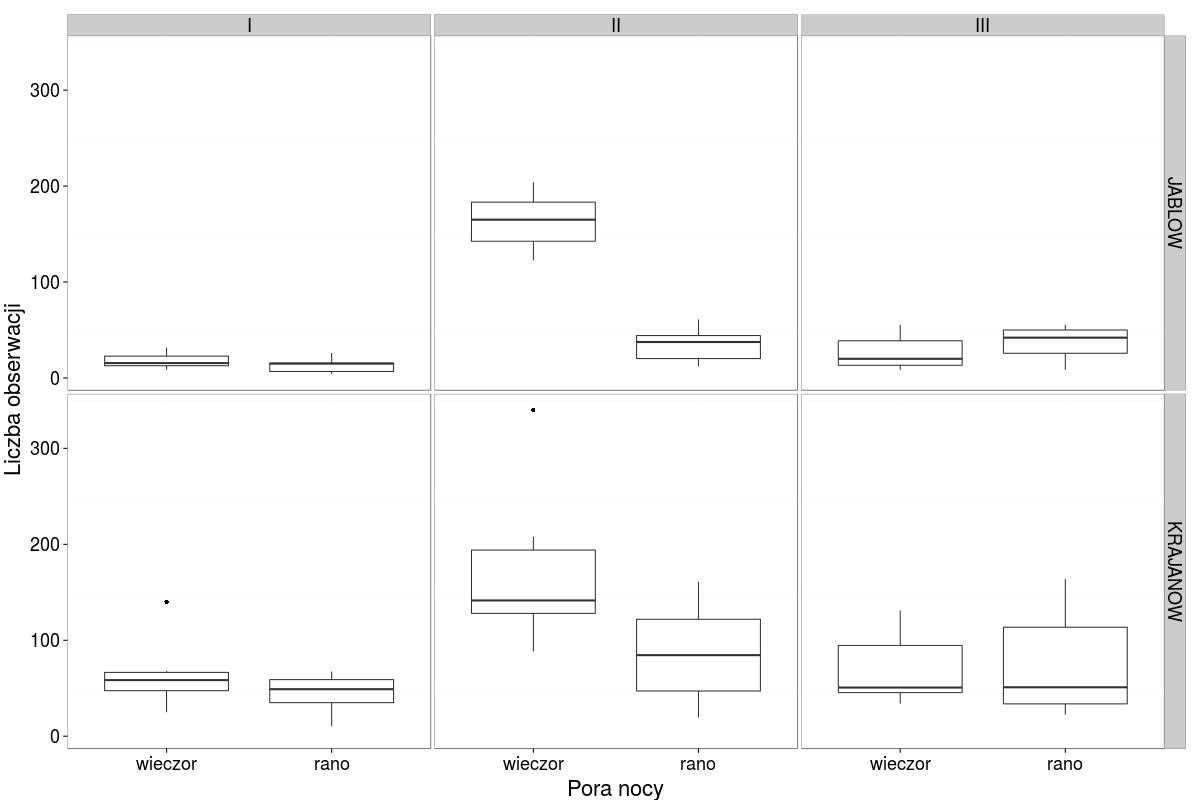 I II III
300
200
100
0
JABLOW
300
200
100
0
KRAJANOW
Liczba obserwacji
wieczor rano wieczor rano wieczor rano
Pora nocy